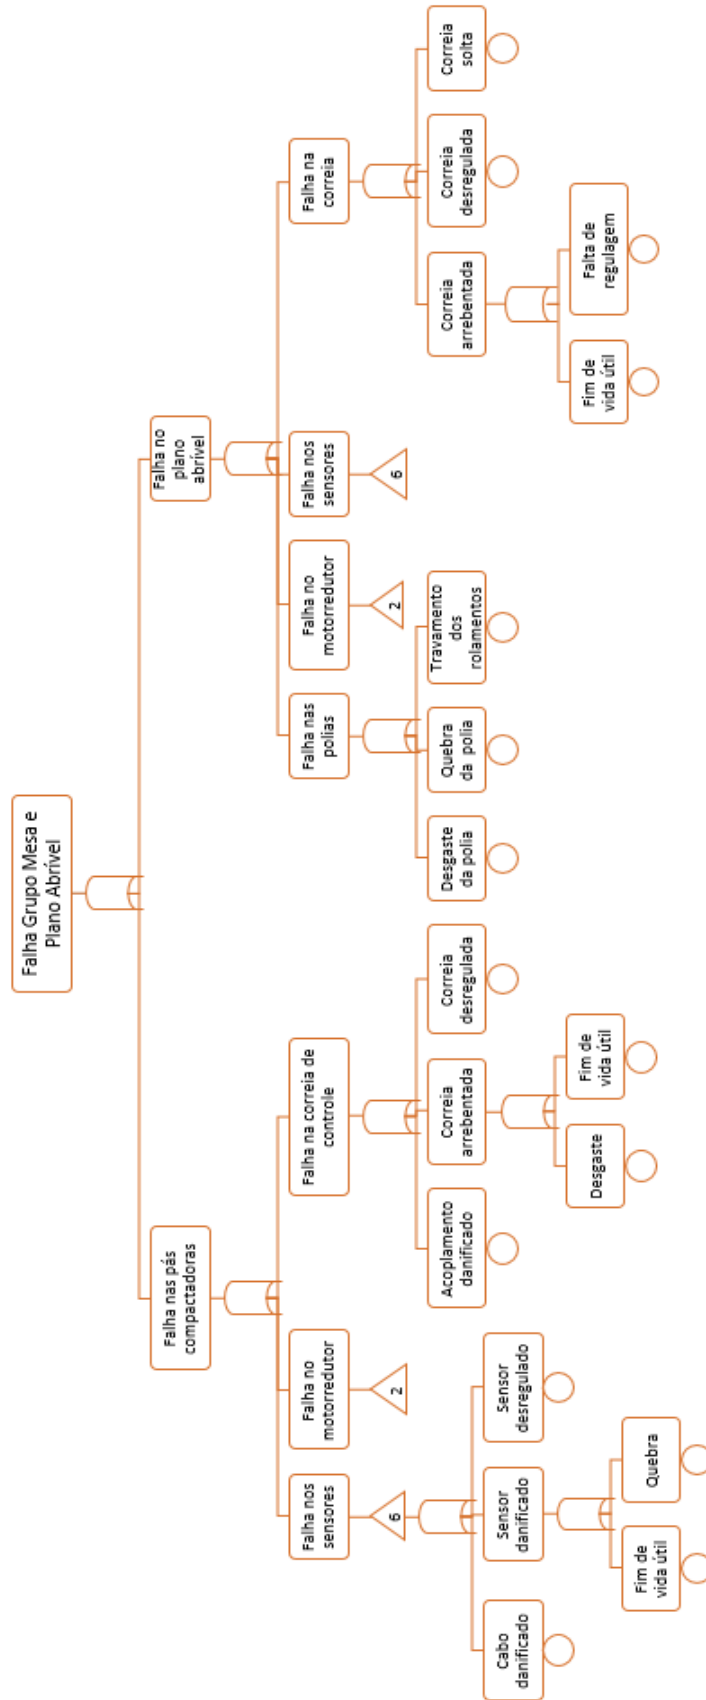 Falha Grupo Mesa e
Plano Abrível
Falha nas pás
compactadoras
Falha no
plano
abrível
Falha nos
sensores
Falha no
motorredutor
Falha na correia de
controle
Falha nas
polias
Falha no
motorredutor
Falha nos
sensores
Falha na
correia
6
2
2
6
Acoplamento
danificado
Correia
arrebentada
Correia
desregulada
Desgaste
da polia
Quebra
da polia
Travamento
dos
rolamentos
Correia
arrebentada
Correia
desregulada
Correia
solta
Cabo
danificado
Sensor
danificado
Sensor
desregulado
Desgaste
Fim de
vida útil
Fim de
vida útil
Falta de
regulagem
Fim de
vida útil
Quebra